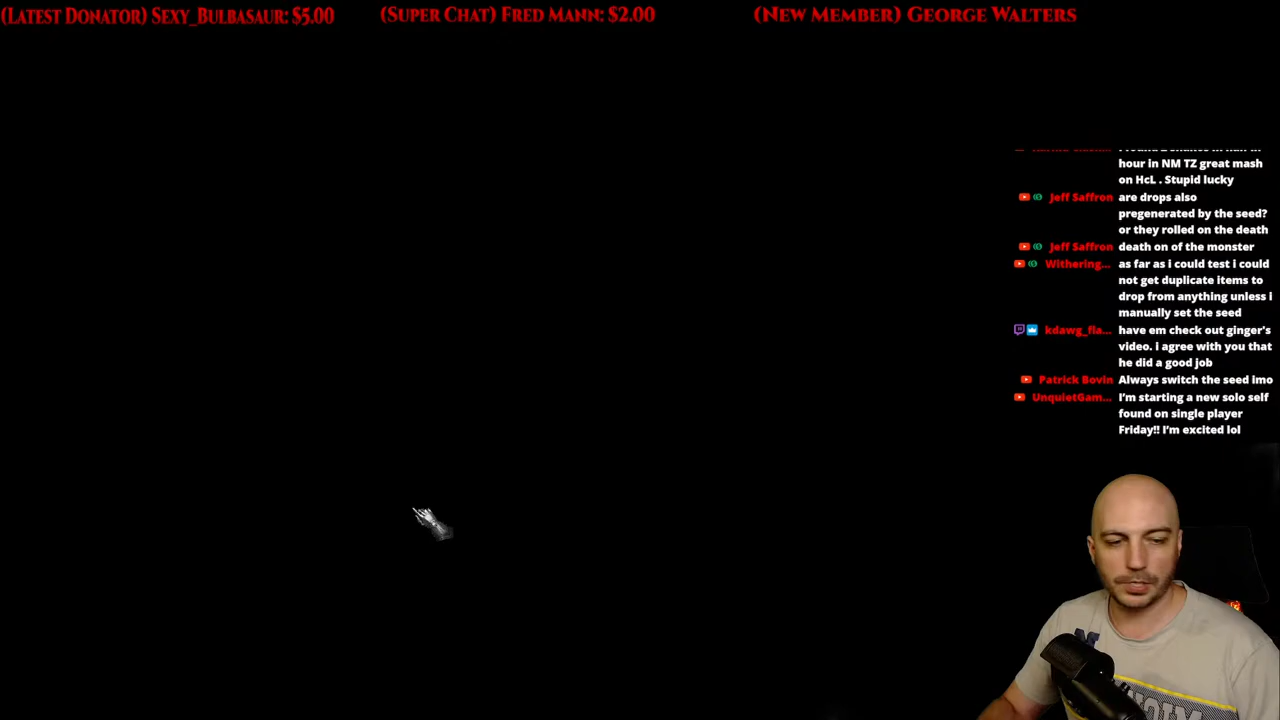 (Latest Donator) Sexy_Bulbasaur: $5.00
(Super Chat) Fred Mann: $2.00
(New Member) George Walters
hour in NM TZ great mash
on HcL . Stupid lucky
Jeff Saffron are drops also
pregenerated by the seed?
or they rolled on the death
Jeff Saffron death on of the monster
Withering... as far as i could test i could
not get duplicate items to
drop from anything unless i
manually set the seed
kdawg_fla... have em check out ginger's
video. i agree with you that
he did a good job
Patrick Bovin Always switch the seed lmo
UnquietGam... I'm starting a new solo self
found on single player
Friday!! I'm excited lol